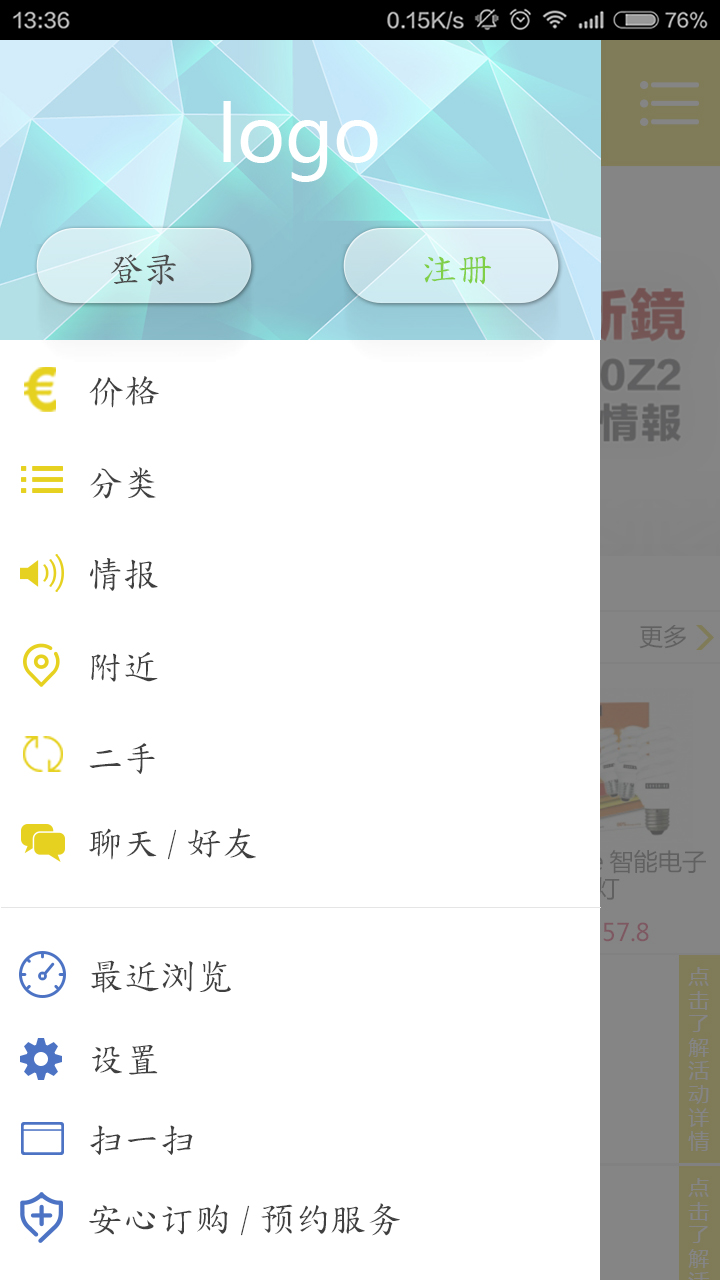 13:36
0.15K/s
76%
logo
登录
注册
新鏡
0Z2
情報
价格
分类
情报
附近
更多
二手
聊天 / 好友
智能电子
灯
57.8
最近浏览
设置
扫一扫
安心订购 / 预约服务
点击了解活动详情
点击了解